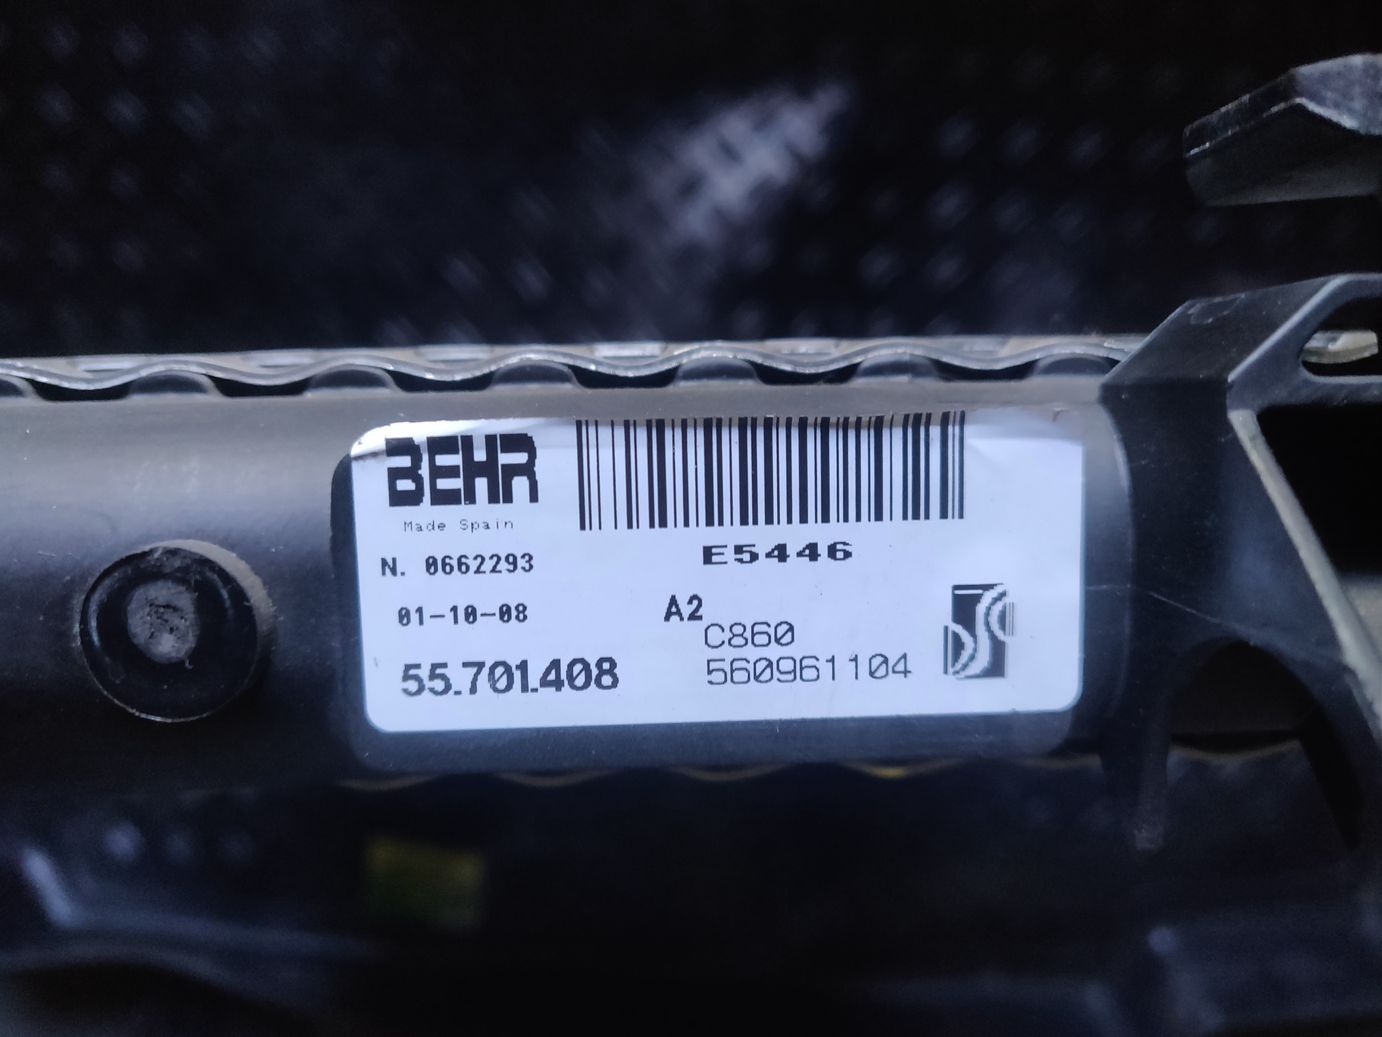 BEHR
Made Spain
N. 0662293
E5446
01-10-08
A2
C860
55.701.408
560961104